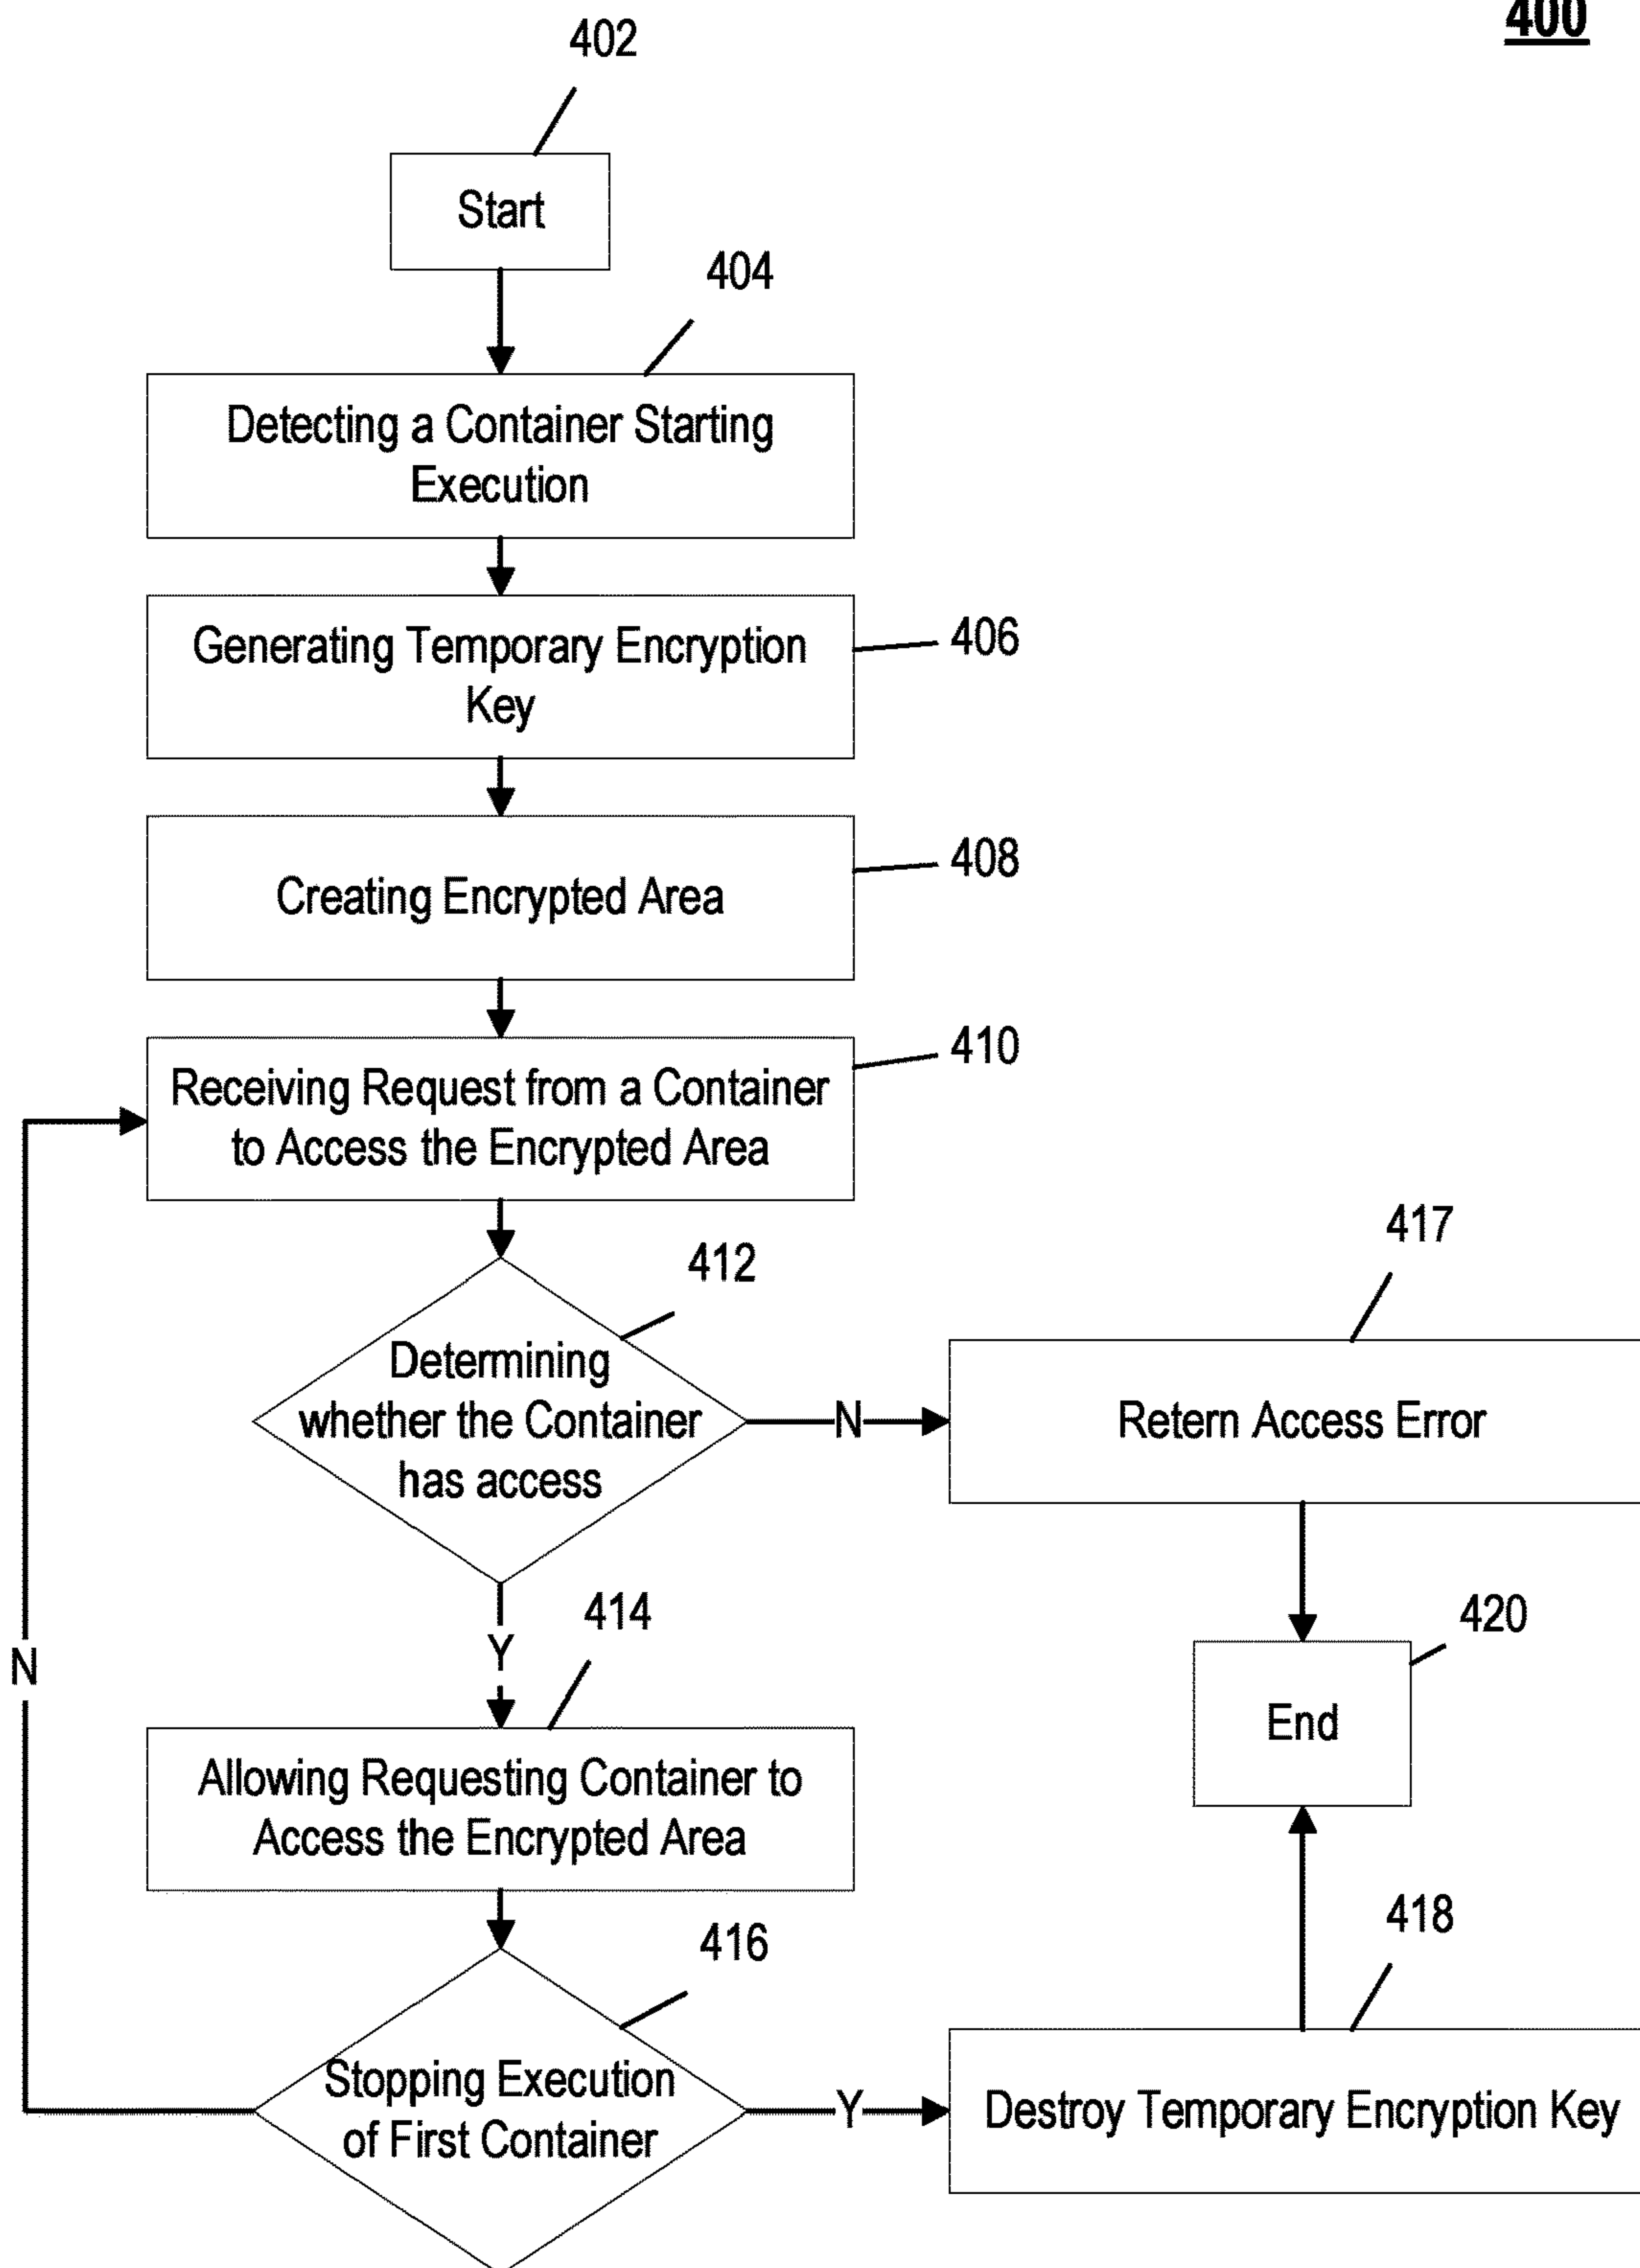 400
402
Start
404
Detecting a Container Starting
Execution
Generating Temporary Encryption
Key
406
Creating Encrypted Area
408
Receiving Request from a Container
to Access the Encrypted Area
410
412
Determining
whether the Container
has access
N
417
Retern Access Error
Y
414
Allowing Requesting Container to
Access the Encrypted Area
N
420
End
416
Stopping Execution
of First Container
Y
418
Destroy Temporary Encryption Key